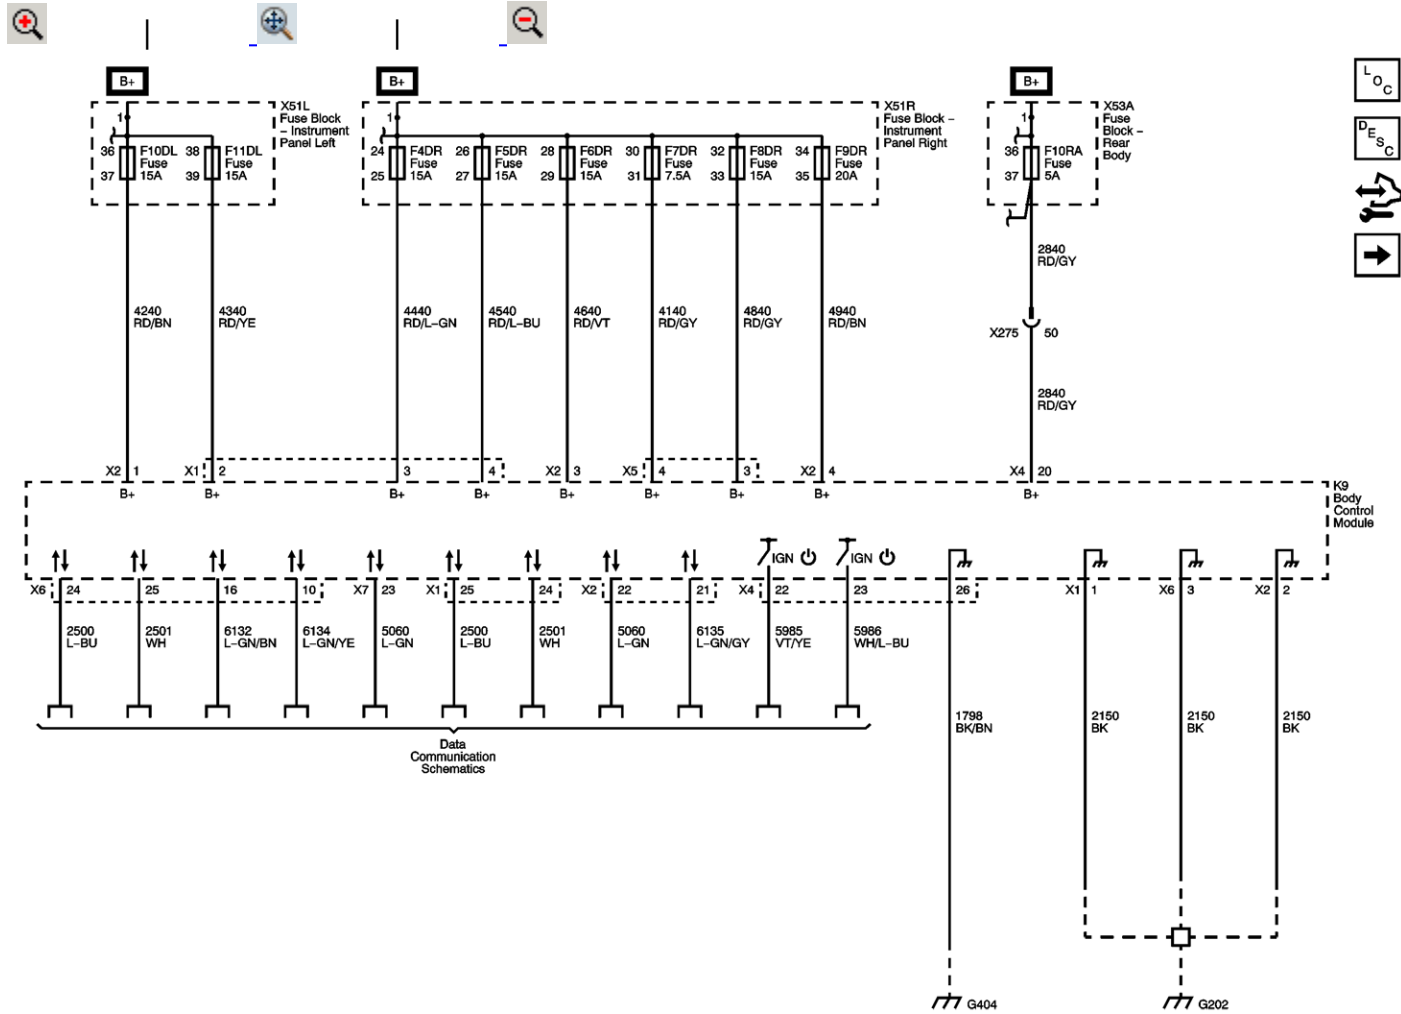 B+
B+
B+
L
O
C
D
E
S
C
X51L
Fuse Block
– Instrument
Panel Left
1
36
F10DL
Fuse
37
15A
38
F11DL
Fuse
39
15A
X51R
Fuse Block –
Instrument
Panel Right
1
24
F4DR
Fuse
25
15A
26
F5DR
Fuse
27
15A
28
F6DR
Fuse
29
15A
30
F7DR
Fuse
31
7.5A
32
F8DR
Fuse
33
15A
34
F9DR
Fuse
35
20A
X53A
Fuse
Block –
Rear
Body
1
36
F10RA
Fuse
37
5A
2840
RD/GY
4240
RD/BN
4340
RD/YE
4440
RD/L–GN
4540
RD/L–BU
4640
RD/VT
4140
RD/GY
4840
RD/GY
4940
RD/BN
X275 50
2840
RD/GY
X2 1
X1 2
3
4
X2 3
X5 4
3
X2 4
X4 20
B+ B+ B+ B+ B+ B+ B+ B+ B+
K9
Body
Control
Module
IGN
IGN
X6 24
25
16
10
X7 23
X1 25
24
X2 22
21
X4 22
23
26
X1 1
X6 3
X2 2
2500
L–BU
2501
WH
6132
L–GN/BN
6134
L–GN/YE
5060
L–GN
2500
L–BU
2501
WH
5060
L–GN
6135
L–GN/GY
5985
VT/YE
5986
WH/L–BU
1798
BK/BN
2150
BK
2150
BK
2150
BK
Data
Communication
Schematics
G404
G202